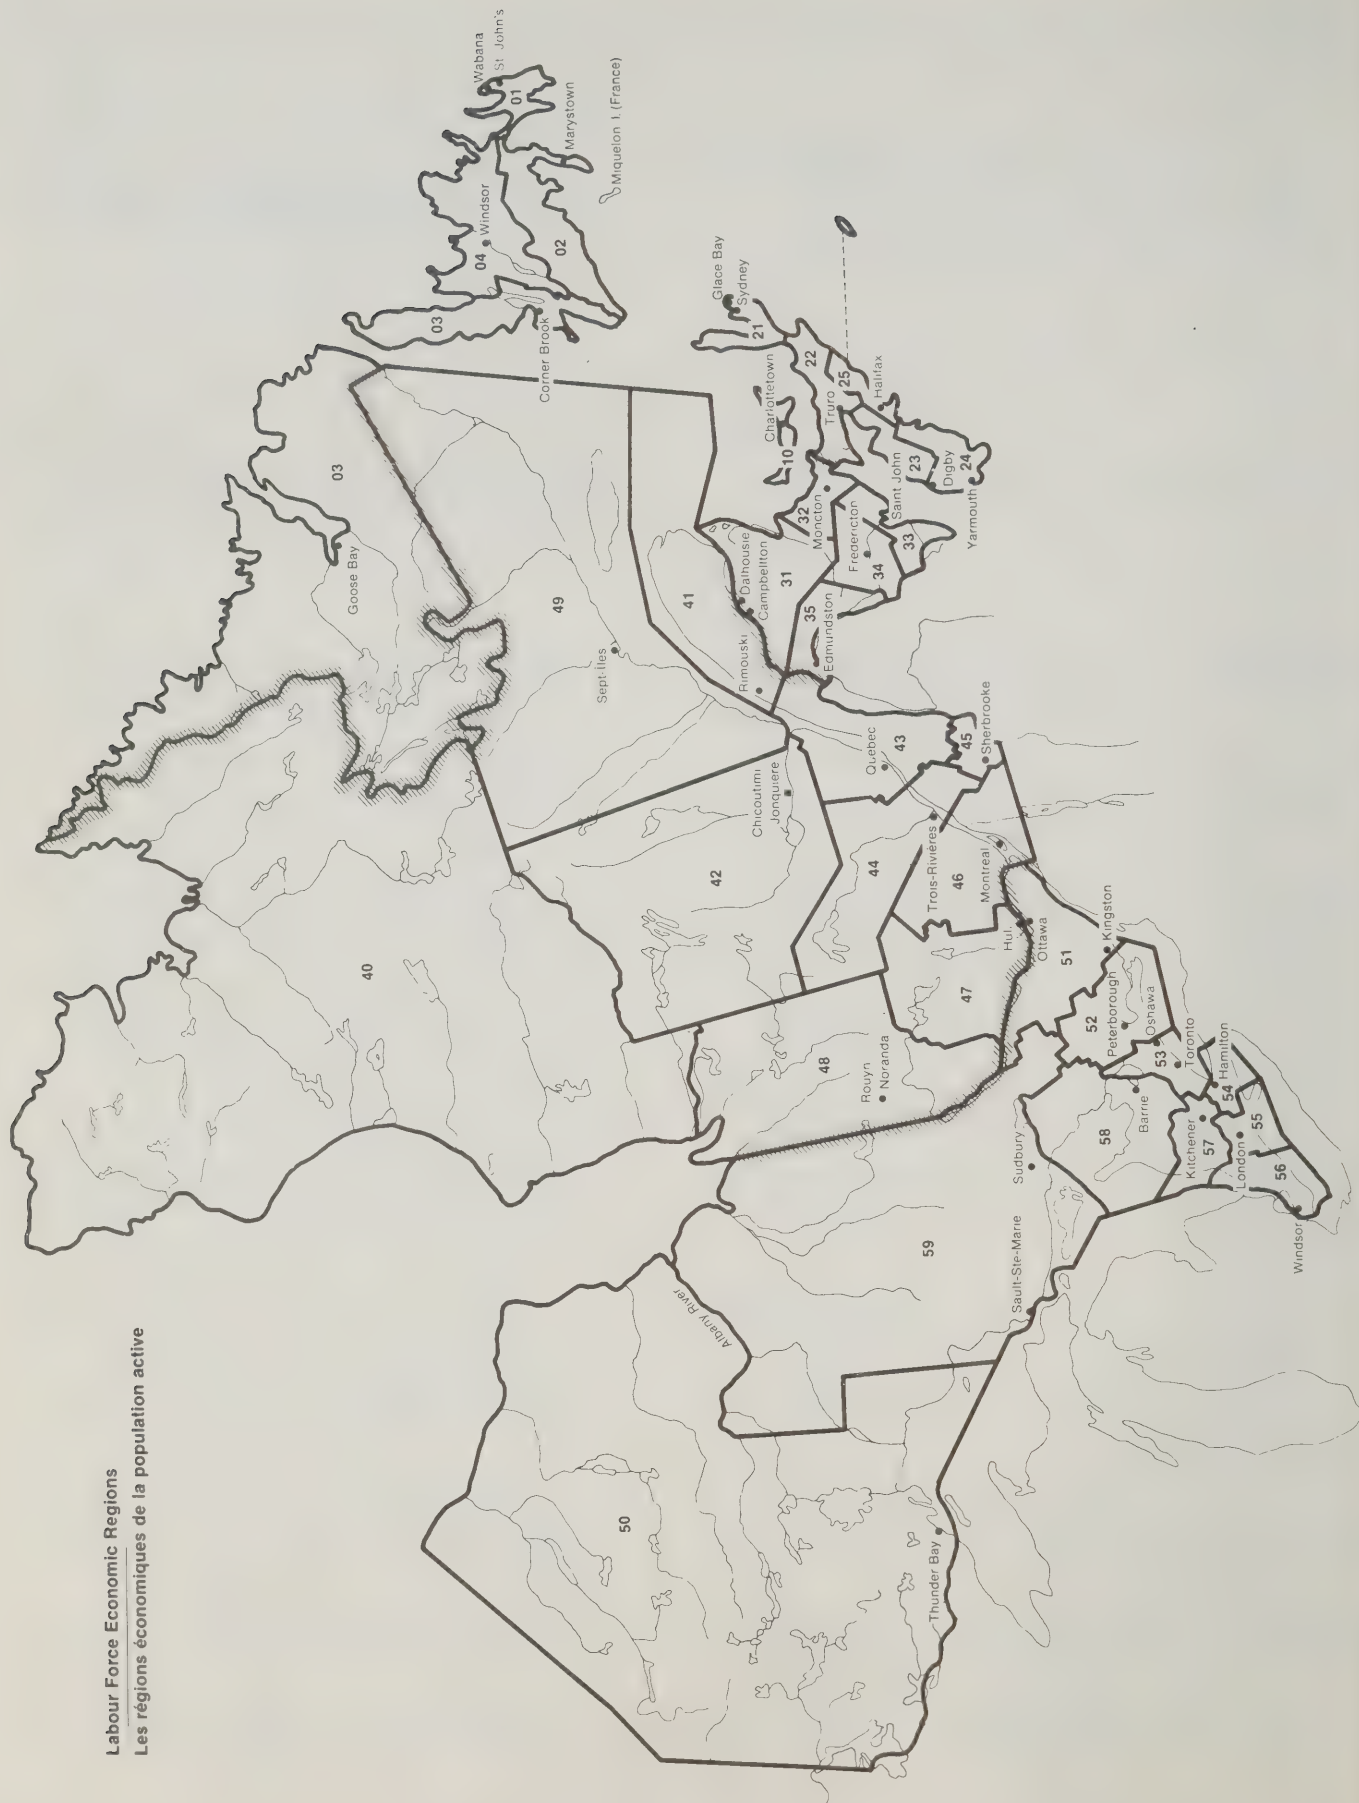 Labour Force Economic Regions
Les régions économiques de la population active
Wabana
St. John's
01
Marystown
Miquelon I. (France)
Windsor
04
02
03
Corner Brook
03
Goose Bay
Glace Bay
Sydney
21
22
25
Halifax
Truro
Charlottetown
10
23
Digby
24
Yarmouth
Saint John
32
Moncton
Fredericton
33
34
31
Dalhousie
Campbellton
35
Edmundston
41
Rimouski
49
Sept-Îles
40
42
Chicoutimi
Jonquière
Quebec
43
45
Sherbrooke
44
Trois-Rivières
46
Montréal
47
Hul
Ottawa
51
Kingston
48
Rouyn
Noranda
52
Peterborough
Oshawa
53
Toronto
Hamilton
54
55
Barrie
58
Kitchener
57
London
56
Windsor
Sudbury
59
Sault-Ste-Marie
Albany River
50
Thunder Bay